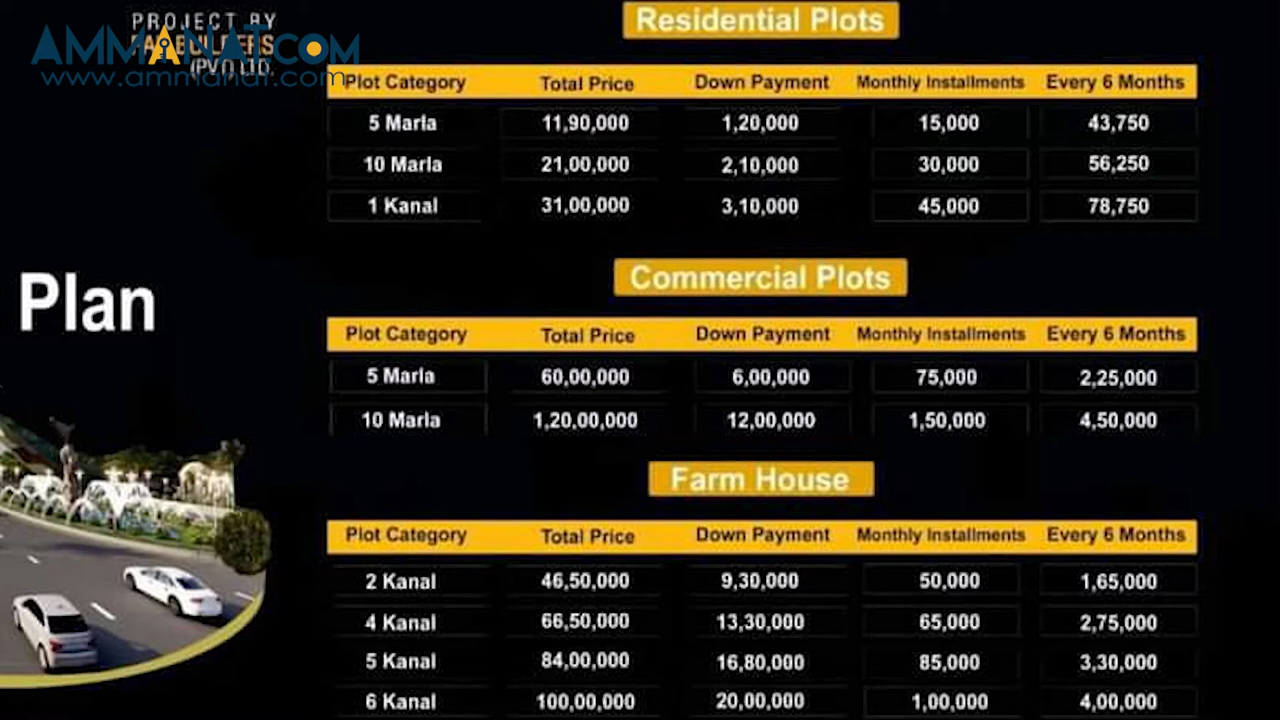 PROJECT BY
AMMANAT.COM
BUILDERS
(PVT) LTD.
www.ammanat.com
Residential Plots
Plot Category Total Price Down Payment Monthly Installments Every 6 Months
5 Marla 11,90,000 1,20,000 15,000 43,750
10 Marla 21,00,000 2,10,000 30,000 56,250
1 Kanal 31,00,000 3,10,000 45,000 78,750
Plan
Commercial Plots
Plot Category Total Price Down Payment Monthly Installments Every 6 Months
5 Marla 60,00,000 6,00,000 75,000 2,25,000
10 Marla 1,20,00,000 12,00,000 1,50,000 4,50,000
Farm House
Plot Category Total Price Down Payment Monthly Installments Every 6 Months
2 Kanal 46,50,000 9,30,000 50,000 1,65,000
4 Kanal 66,50,000 13,30,000 65,000 2,75,000
5 Kanal 84,00,000 16,80,000 85,000 3,30,000
6 Kanal 100,00,000 20,00,000 1,00,000 4,00,000